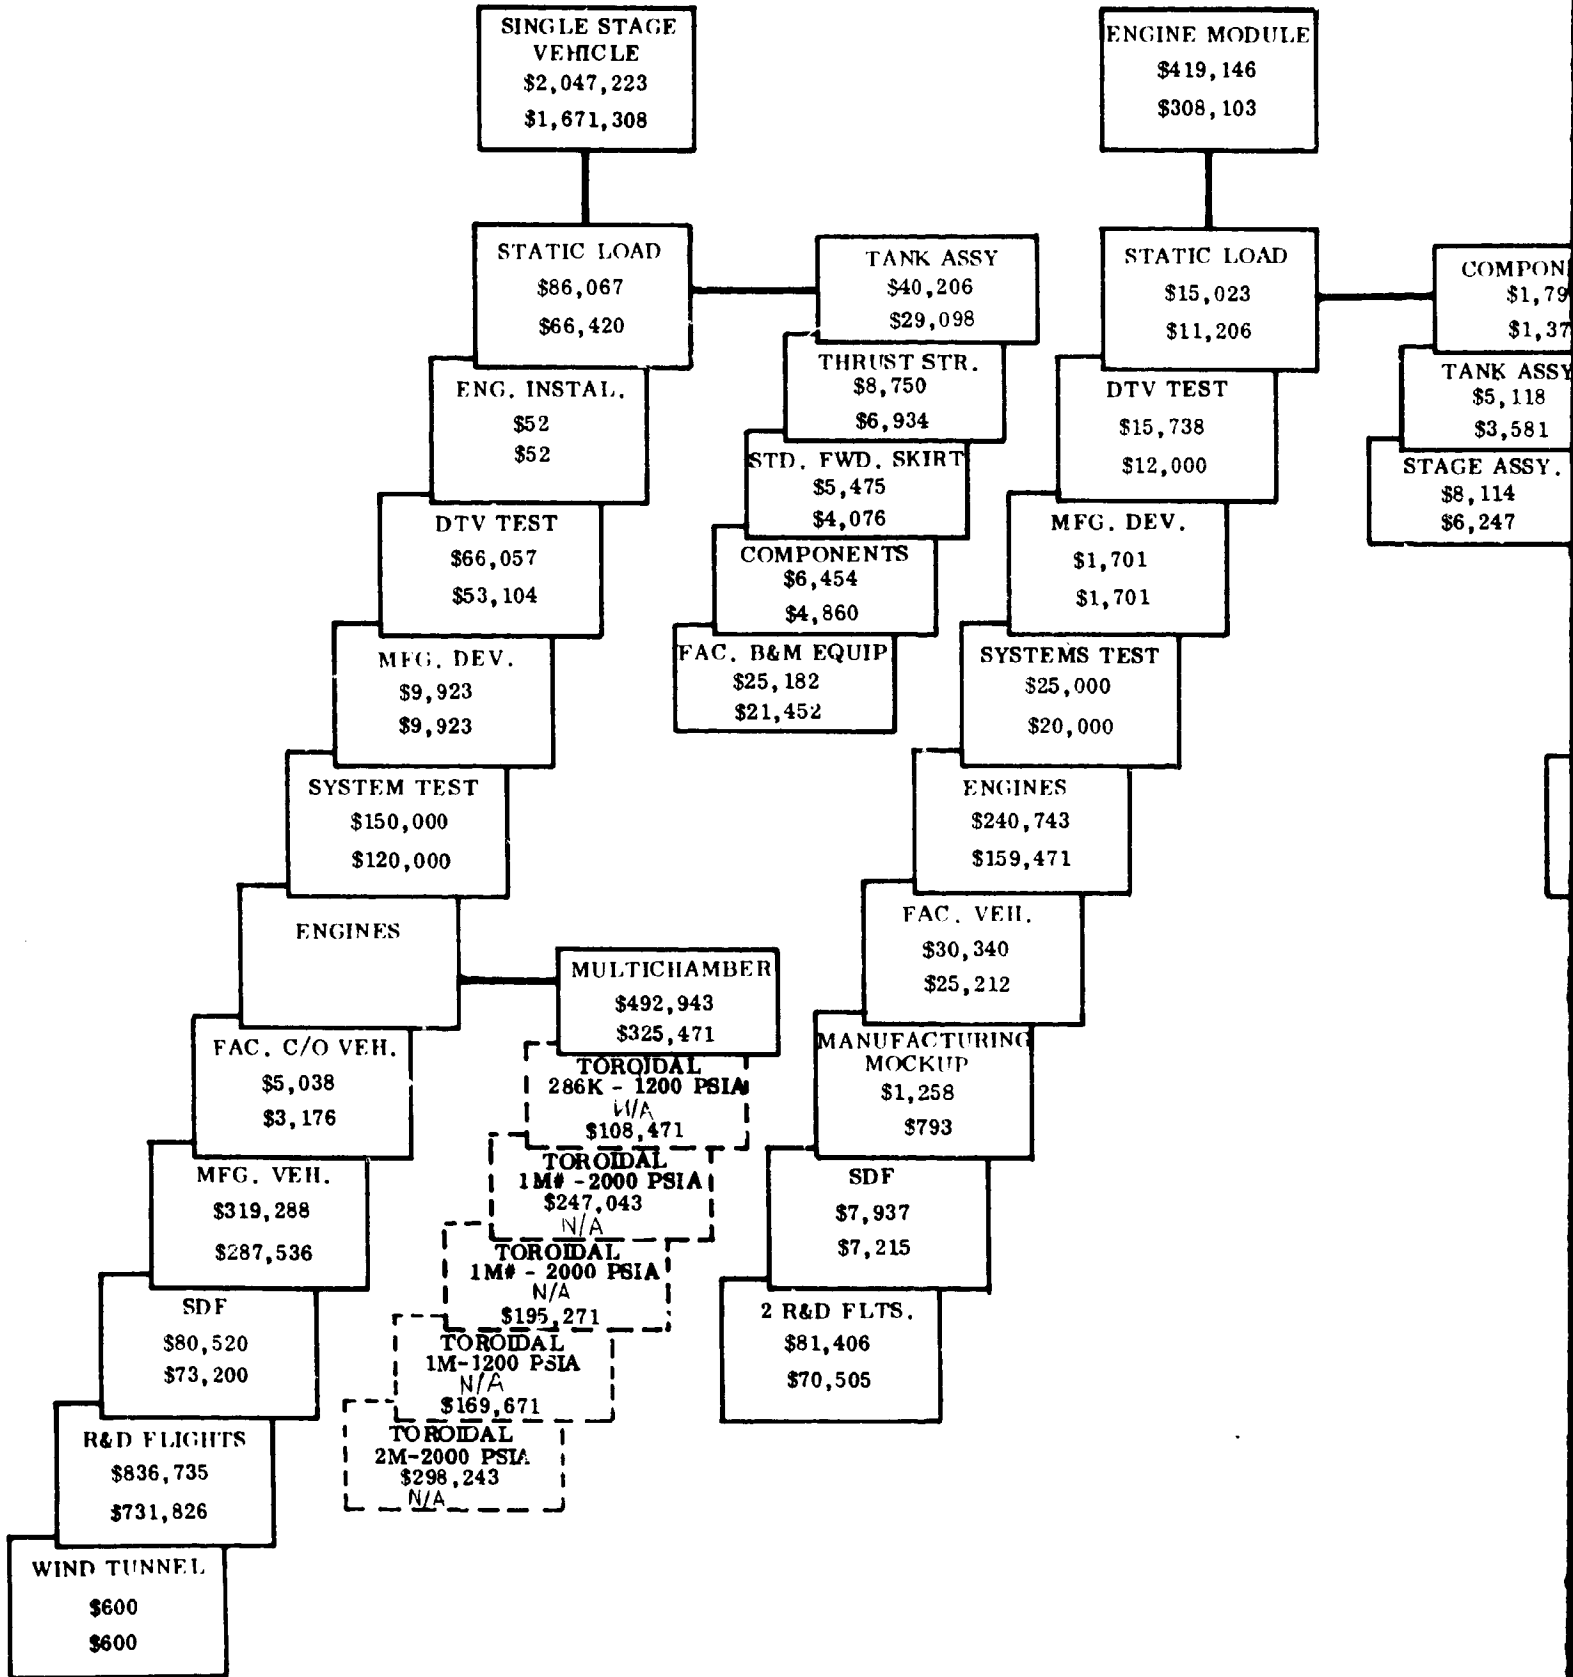 SINGLE STAGE
VEHICLE
$2,047,223
$1,671,308
STATIC LOAD
$86,067
$66,420
TANK ASSY
$40,206
$29,098
THRUST STR.
$8,750
$6,934
STD. FWD. SKIRT
$5,475
$4,076
COMPONENTS
$6,454
$4,860
FAC. B&M EQUIP
$25,182
$21,452
ENG. INSTAL.
$52
$52
DTV TEST
$66,057
$53,104
MFG. DEV.
$9,923
$9,923
SYSTEM TEST
$150,000
$120,000
ENGINES
MULTICHAMBER
$492,943
$325,471
TOROIDAL
286K - 1200 PSIA
N/A
$108,471
TOROIDAL
1M# - 2000 PSIA
$247,043
N/A
TOROIDAL
1M# - 2000 PSIA
N/A
$195,271
TOROIDAL
1M-1200 PSIA
N/A
$169,671
TOROIDAL
2M-2000 PSIA
$298,243
N/A
FAC. C/O VEH.
$5,038
$3,176
MFG. VEH.
$319,288
$287,536
SDF
$80,520
$73,200
R&D FLIGHTS
$836,735
$731,826
WIND TUNNEL
$600
$600
ENGINE MODULE
$419,146
$308,103
STATIC LOAD
$15,023
$11,206
COMPON
$1,79
$1,37
TANK ASSY
$5,118
$3,581
STAGE ASSY.
$8,114
$6,247
DTV TEST
$15,738
$12,000
MFG. DEV.
$1,701
$1,701
SYSTEMS TEST
$25,000
$20,000
ENGINES
$240,743
$159,471
FAC. VEH.
$30,340
$25,212
MANUFACTURING
MOCKUP
$1,258
$793
SDF
$7,937
$7,215
2 R&D FLTS.
$81,406
$70,505